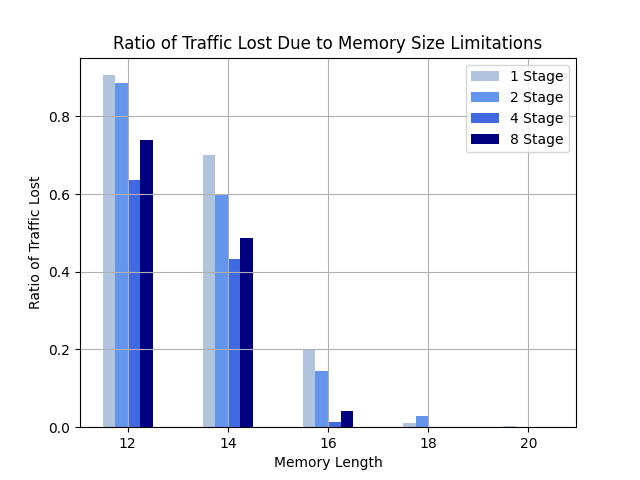 Ratio of Traffic Lost Due to Memory Size Limitations
1 Stage
2 Stage
4 Stage
8 Stage
0.8
0.6
0.4
0.2
0.0
Ratio of Traffic Lost
12 14 16 18 20
Memory Length